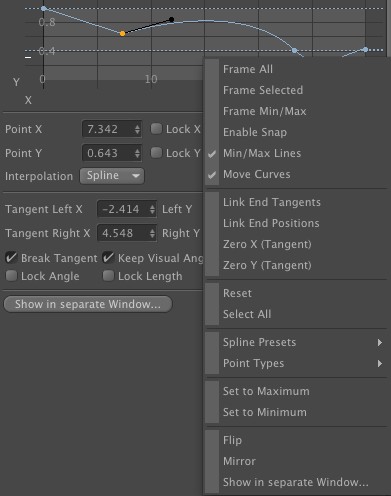 0.8
0.4
Y
0
10
X
Point X
7.342
Lock X
Point Y
0.643
Lock Y
Interpolation
Spline
Tangent Left X
-2.414
Left Y
Tangent Right X
4.548
Right Y
Break Tangent
Keep Visual Ang
Lock Angle
Lock Length
Show in separate Window...
Frame All
Frame Selected
Frame Min/Max
Enable Snap
Min/Max Lines
Move Curves
Link End Tangents
Link End Positions
Zero X (Tangent)
Zero Y (Tangent)
Reset
Select All
Spline Presets
Point Types
Set to Maximum
Set to Minimum
Flip
Mirror
Show in separate Window...